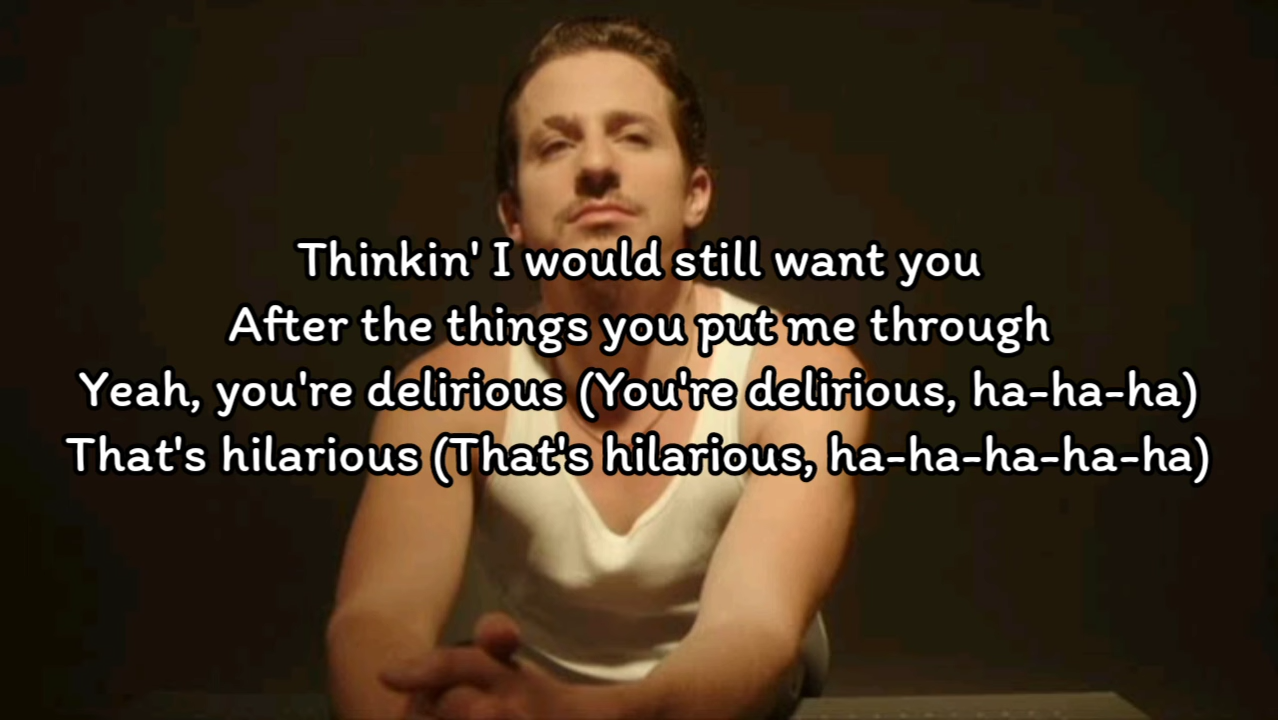 Thinkin' I would still want you
After the things you put me through
Yeah, you're delirious (You're delirious, ha-ha-ha)
That's hilarious (That's hilarious, ha-ha-ha-ha-ha)